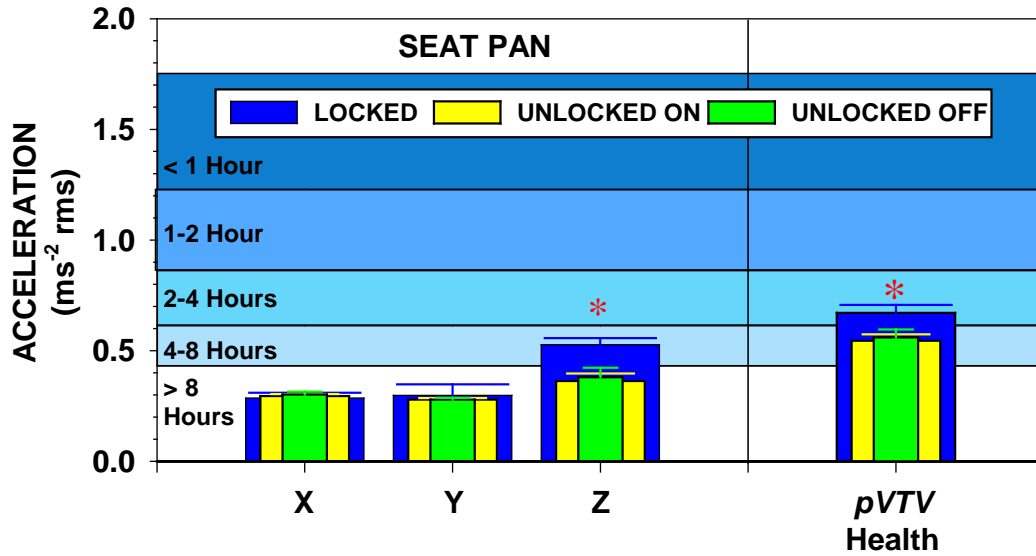 2.0
SEAT PAN
LOCKED UNLOCKED ON UNLOCKED OFF
1.5
< 1 Hour
ACCELERATION
(ms-2 rms)
1.0
1-2 Hour
2-4 Hours
*
*
0.5
4-8 Hours
> 8
Hours
0.0
X Y Z pVTV
Health